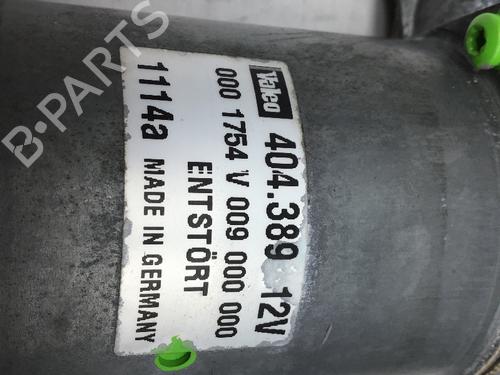 Valeo 404.389 12V
000 1754 V 009 000 000
ENTSTÖRT
1114a MADE IN GERMANY
B-PARTS